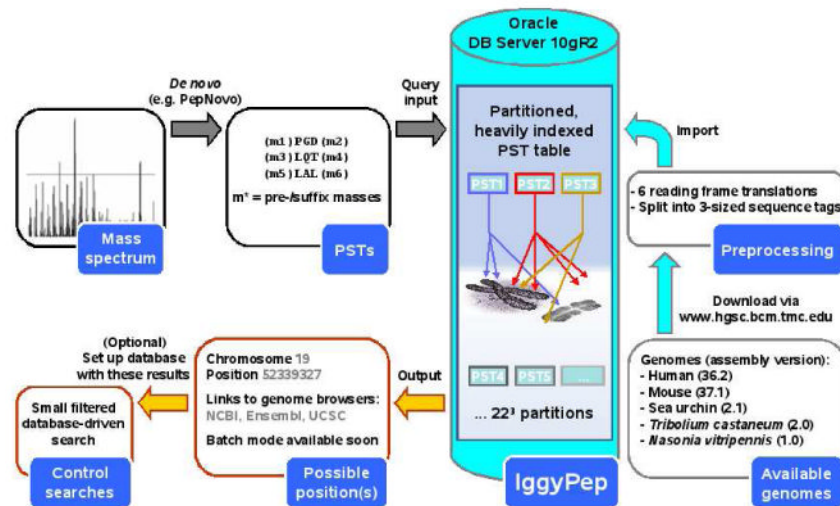 Oracle
DB Server 10gR2
De novo
(e.g. PepNovo)
Query
input
(m1) PGD (m2)
(m3) LQT (m4)
(m5) LAL (m6)
m* = pre-/suffix masses
Mass
spectrum
PSTs
Partitioned,
heavily indexed
PST table
PST1 PST2 PST3
PST4 PST5 ...
... 22³ partitions
IggyPep
Import
- 6 reading frame translations
- Split into 3-sized sequence tags
Preprocessing
Download via
www.hgsc.bcm.tmc.edu
Genomes (assembly version):
- Human (36.2)
- Mouse (37.1)
- Sea urchin (2.1)
- Tribolium castaneum (2.0)
- Nasonia vitripennis (1.0)
Available
genomes
Output
Chromosome 19
Position 52339327
Links to genome browsers:
NCBI, Ensembl, UCSC
Batch mode available soon
Possible
position(s)
(Optional)
Set up database
with these results
Small filtered
database-driven
search
Control
searches